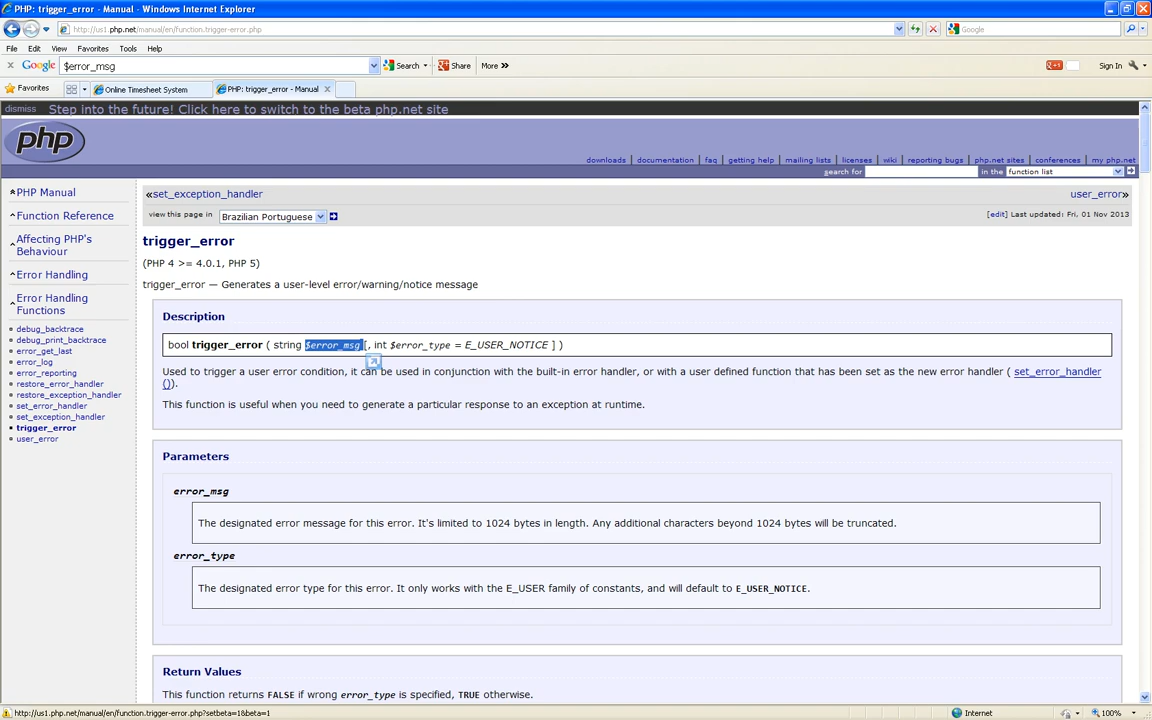 PHP: trigger_error - Manual - Windows Internet Explorer
http://us1.php.net/manual/en/function.trigger-error.php
Google
File Edit View Favorites Tools Help
Google $error_msg Search Share More » Sign In
Favorites Online Timesheet System PHP: trigger_error - Manual
dismiss Step into the future! Click here to switch to the beta php.net site
php
downloads | documentation | faq | getting help | mailing lists | licenses | wiki | reporting bugs | php.net sites | conferences | my php.net
search for in the function list
PHP Manual
Function Reference
Affecting PHP's
Behaviour
Error Handling
Error Handling
Functions
debug_backtrace
debug_print_backtrace
error_get_last
error_log
error_reporting
restore_error_handler
restore_exception_handler
set_error_handler
set_exception_handler
trigger_error
user_error
«set_exception_handler user_error»
view this page in Brazilian Portuguese [edit] Last updated: Fri, 01 Nov 2013
trigger_error
(PHP 4 >= 4.0.1, PHP 5)
trigger_error — Generates a user-level error/warning/notice message
Description
bool trigger_error ( string $error_msg [, int $error_type = E_USER_NOTICE ] )
Used to trigger a user error condition, it can be used in conjunction with the built-in error handler, or with a user defined function that has been set as the new error handler ( set_error_handler
()).
This function is useful when you need to generate a particular response to an exception at runtime.
Parameters
error_msg
The designated error message for this error. It's limited to 1024 bytes in length. Any additional characters beyond 1024 bytes will be truncated.
error_type
The designated error type for this error. It only works with the E_USER family of constants, and will default to E_USER_NOTICE.
Return Values
This function returns FALSE if wrong error_type is specified, TRUE otherwise.
http://us1.php.net/manual/en/function.trigger-error.php?setbeta=1&beta=1 Internet 100%